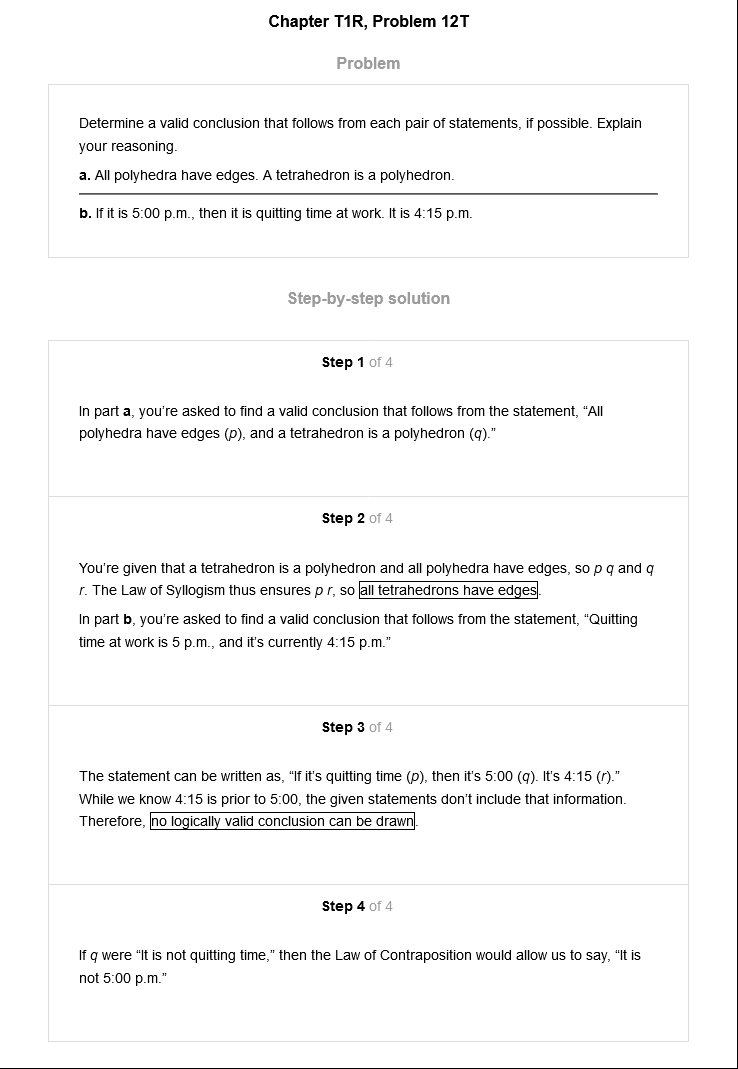 Chapter T1R, Problem 12T
Problem
Determine a valid conclusion that follows from each pair of statements, if possible. Explain
your reasoning.
a. All polyhedra have edges. A tetrahedron is a polyhedron.
b. If it is 5:00 p.m., then it is quitting time at work. It is 4:15 p.m.
Step-by-step solution
Step 1 of 4
In part a, you’re asked to find a valid conclusion that follows from the statement, “All
polyhedra have edges (p), and a tetrahedron is a polyhedron (q).”
Step 2 of 4
You’re given that a tetrahedron is a polyhedron and all polyhedra have edges, so p q and q
r. The Law of Syllogism thus ensures p r, so all tetrahedrons have edges.
In part b, you’re asked to find a valid conclusion that follows from the statement, “Quitting
time at work is 5 p.m., and it’s currently 4:15 p.m.”
Step 3 of 4
The statement can be written as, “If it’s quitting time (p), then it’s 5:00 (q). It’s 4:15 (r).”
While we know 4:15 is prior to 5:00, the given statements don’t include that information.
Therefore, no logically valid conclusion can be drawn.
Step 4 of 4
If q were “It is not quitting time,” then the Law of Contraposition would allow us to say, “It is
not 5:00 p.m.”